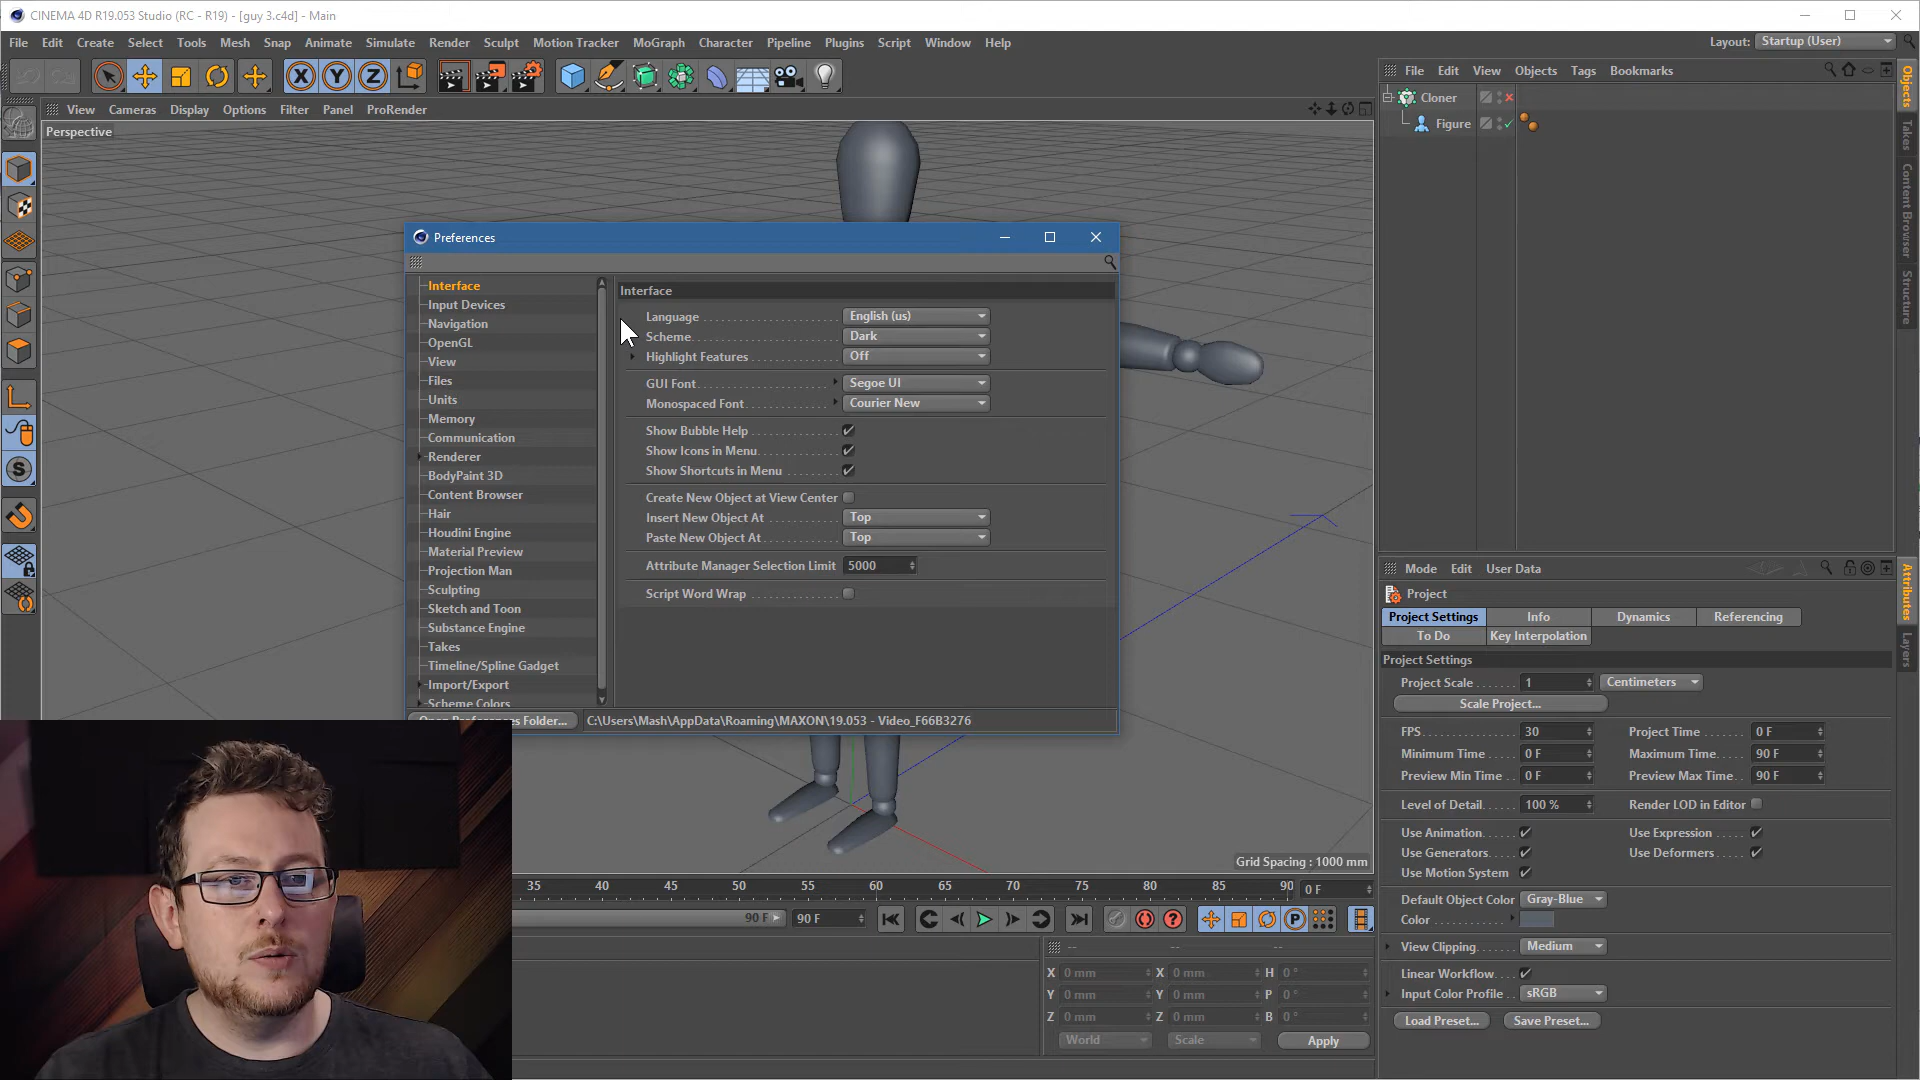 CINEMA 4D R19.053 Studio (RC - R19) - [guy 3.c4d] - Main
File Edit Create Select Tools Mesh Snap Animate Simulate Render Sculpt Motion Tracker MoGraph Character Pipeline Plugins Script Window Help
Layout: Startup (User)
X Y Z
File Edit View Objects Tags Bookmarks
View Cameras Display Options Filter Panel ProRender
Perspective
Cloner
Figure
Objects
Takes
Content Browser
Structure
Preferences
Interface
Input Devices
Navigation
OpenGL
View
Files
Units
Memory
Communication
Renderer
BodyPaint 3D
Content Browser
Hair
Houdini Engine
Material Preview
Projection Man
Sculpting
Sketch and Toon
Substance Engine
Takes
Timeline/Spline Gadget
Import/Export
Scheme Colors
Interface
Language English (us)
Scheme Dark
Highlight Features Off
GUI Font Segoe UI
Monospaced Font Courier New
Show Bubble Help
Show Icons in Menu
Show Shortcuts in Menu
Create New Object at View Center
Insert New Object At Top
Paste New Object At Top
Attribute Manager Selection Limit 5000
Script Word Wrap
C:\Users\Mash\AppData\Roaming\MAXON\19.053 - Video_F66B3276
Grid Spacing : 1000 mm
35 40 45 50 55 60 65 70 75 80 85 90 0 F
90 F 90 F
-- -- --
X 0 mm X 0 mm H 0 °
Y 0 mm Y 0 mm P 0 °
Z 0 mm Z 0 mm B 0 °
World Scale Apply
Mode Edit User Data
Project
Project Settings Info Dynamics Referencing
To Do Key Interpolation
Project Settings
Project Scale 1 Centimeters
Scale Project...
FPS 30 Project Time 0 F
Minimum Time 0 F Maximum Time 90 F
Preview Min Time 0 F Preview Max Time 90 F
Level of Detail 100 % Render LOD in Editor
Use Animation Use Expression
Use Generators Use Deformers
Use Motion System
Default Object Color Gray-Blue
Color
View Clipping Medium
Linear Workflow
Input Color Profile sRGB
Load Preset... Save Preset...
Attributes
Layers